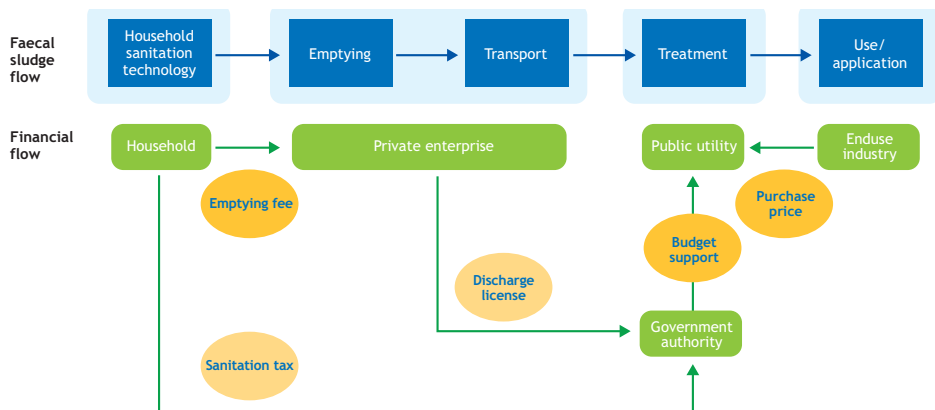 Faecal
sludge
flow
Household
sanitation
technology
Emptying
Transport
Treatment
Use/
application
Financial
flow
Household
Private enterprise
Public utility
Enduse
industry
Emptying fee
Purchase
price
Budget
support
Discharge
license
Government
authority
Sanitation tax